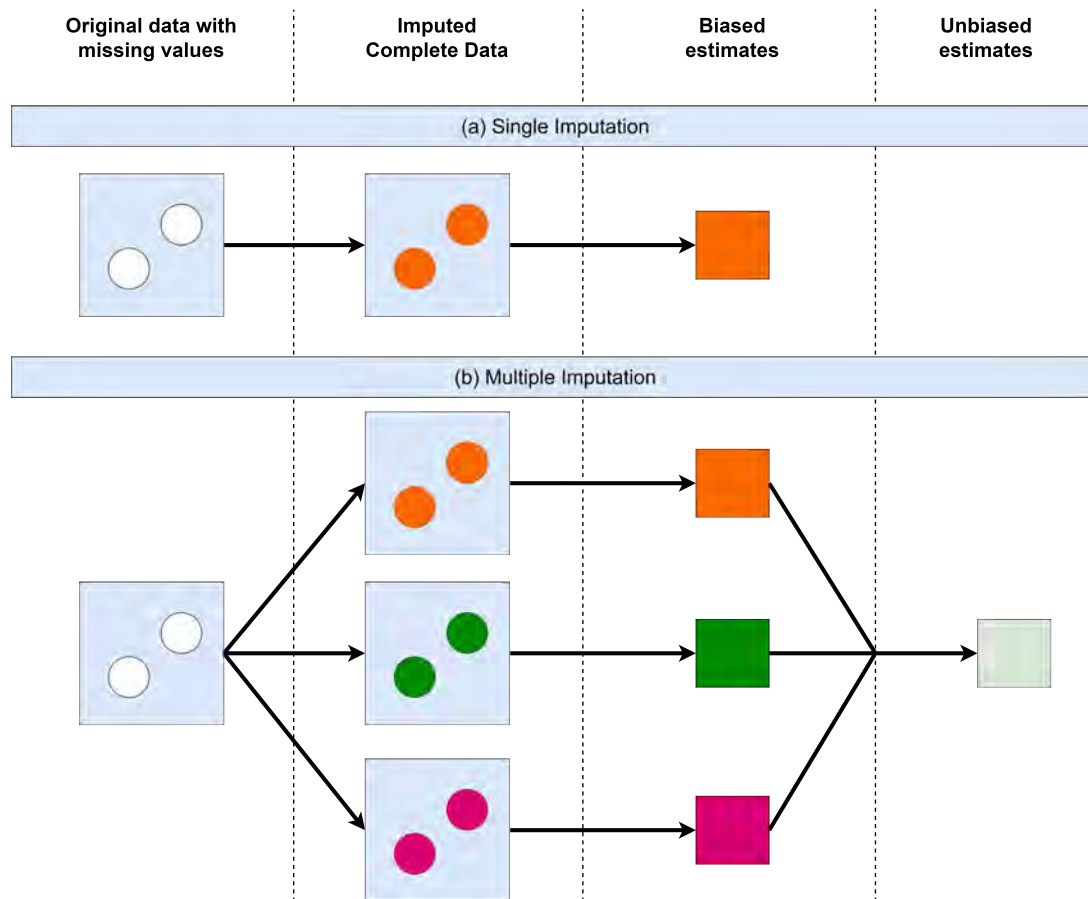 Original data with
missing values
Imputed
Complete Data
Biased
estimates
Unbiased
estimates
(a) Single Imputation
(b) Multiple Imputation